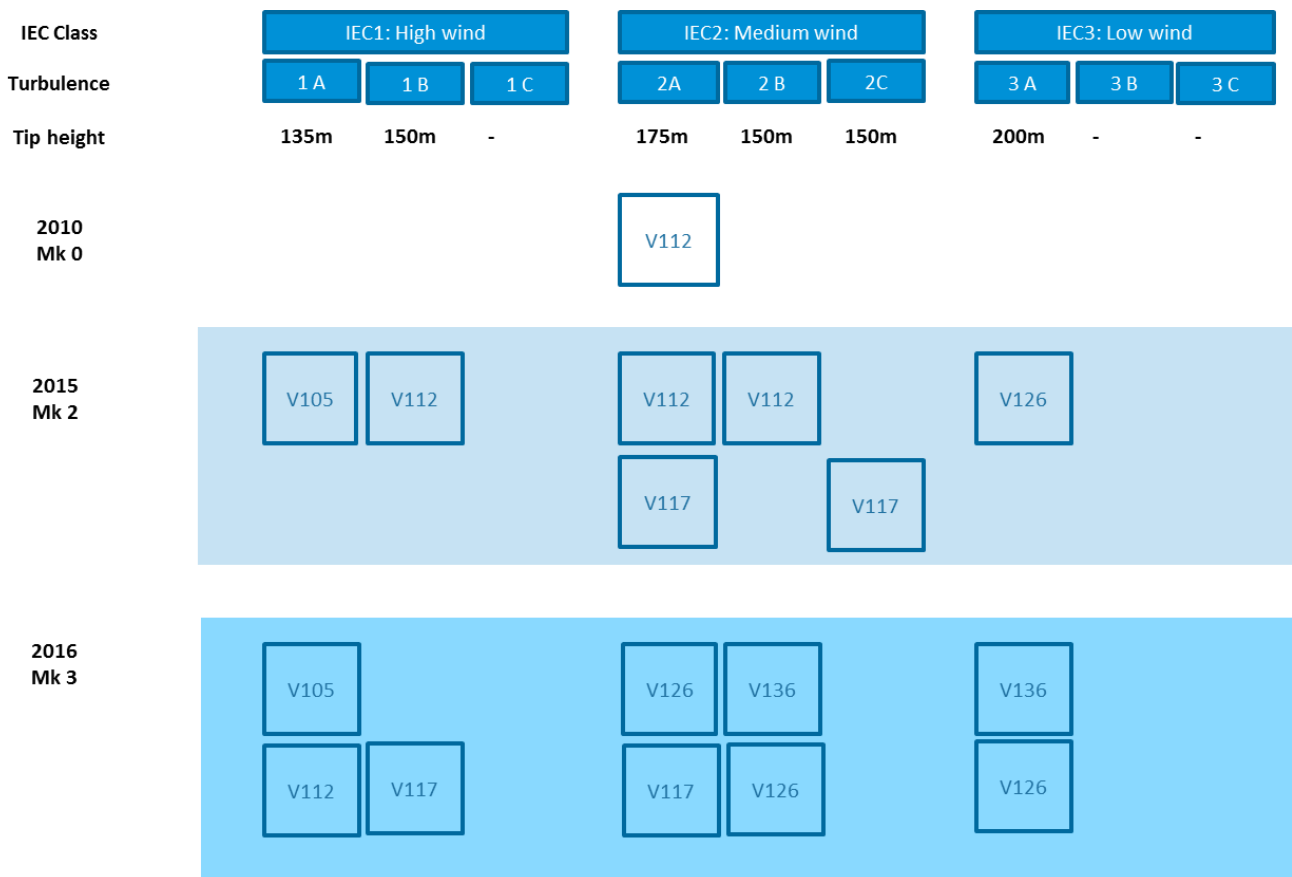 IEC Class IEC1: High wind IEC2: Medium wind IEC3: Low wind
Turbulence 1 A 1 B 1 C 2A 2 B 2C 3 A 3 B 3 C
Tip height 135m 150m - 175m 150m 150m 200m - -
2010
Mk 0
V112
2015
Mk 2
V105 V112 V112 V112 V126
V117 V117
2016
Mk 3
V105 V126 V136 V136
V112 V117 V117 V126 V126